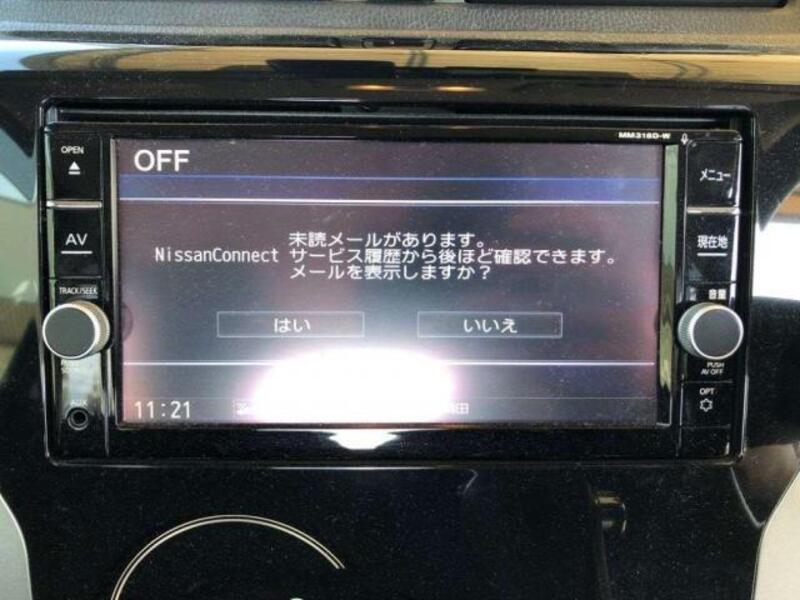 MM318D-W
OPEN
OFF
メニュー
AV
未読メールがあります。
NissanConnect サービス履歴から後ほど確認できます。
メールを表示しますか？
現在地
TRACK/SEEK
音量
はい
いいえ
PUSH
AV OFF
AUX
OPT
11:21